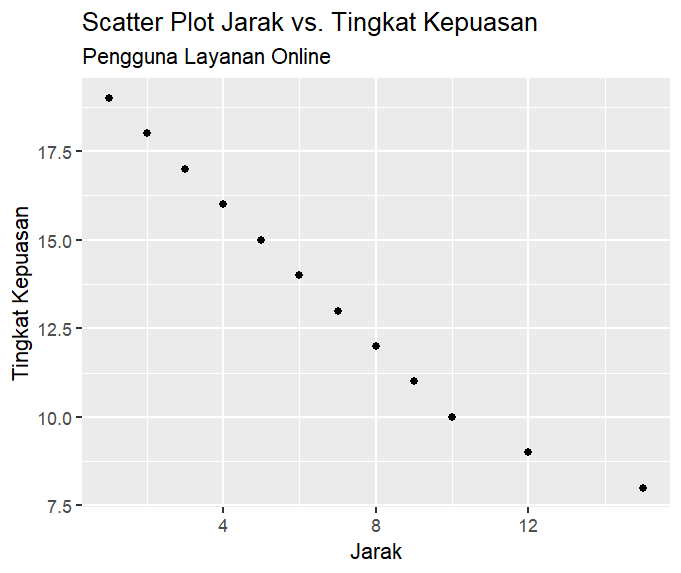 Scatter Plot Jarak vs. Tingkat Kepuasan
Pengguna Layanan Online
Tingkat Kepuasan
17.5
15.0
12.5
10.0
7.5
4 8 12
Jarak